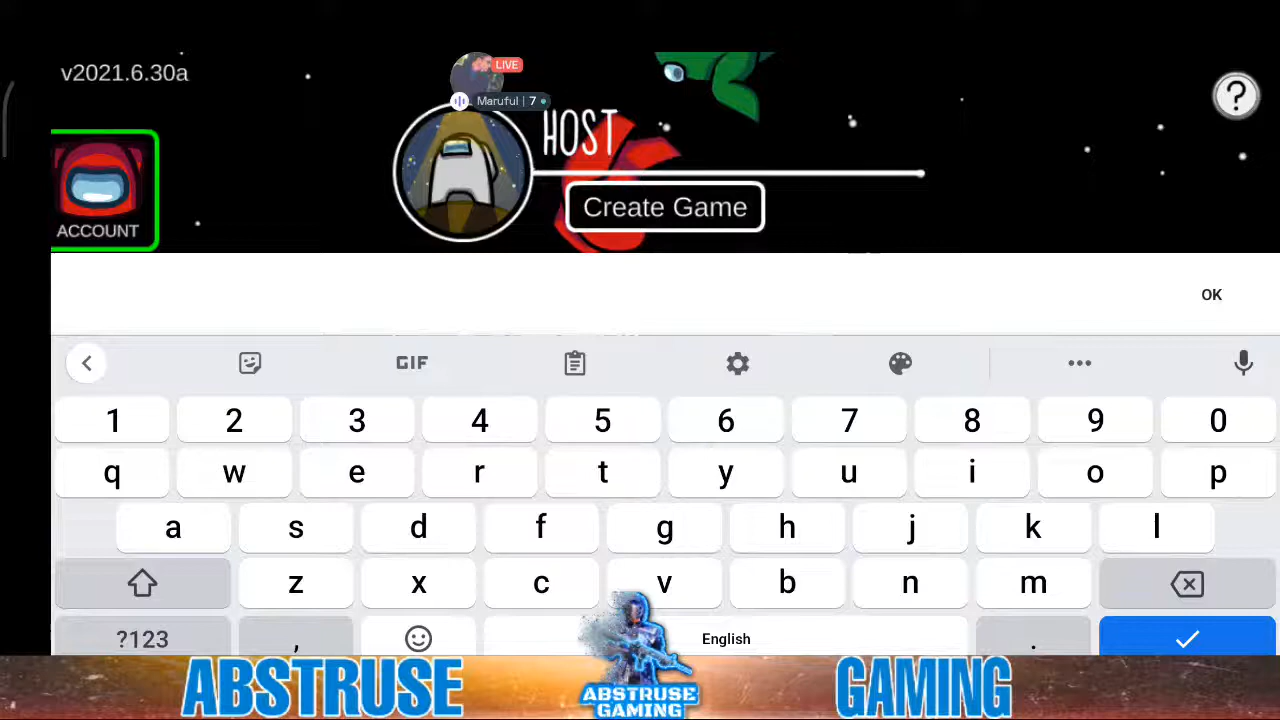 v2021.6.30a
LIVE
Maruful | 7
HOST
Create Game
ACCOUNT
?
OK
GIF
1 2 3 4 5 6 7 8 9 0
q w e r t y u i o p
a s d f g h j k l
z x c v b n m
?123 , English .
ABSTRUSE GAMING
ABSTRUSE
GAMING